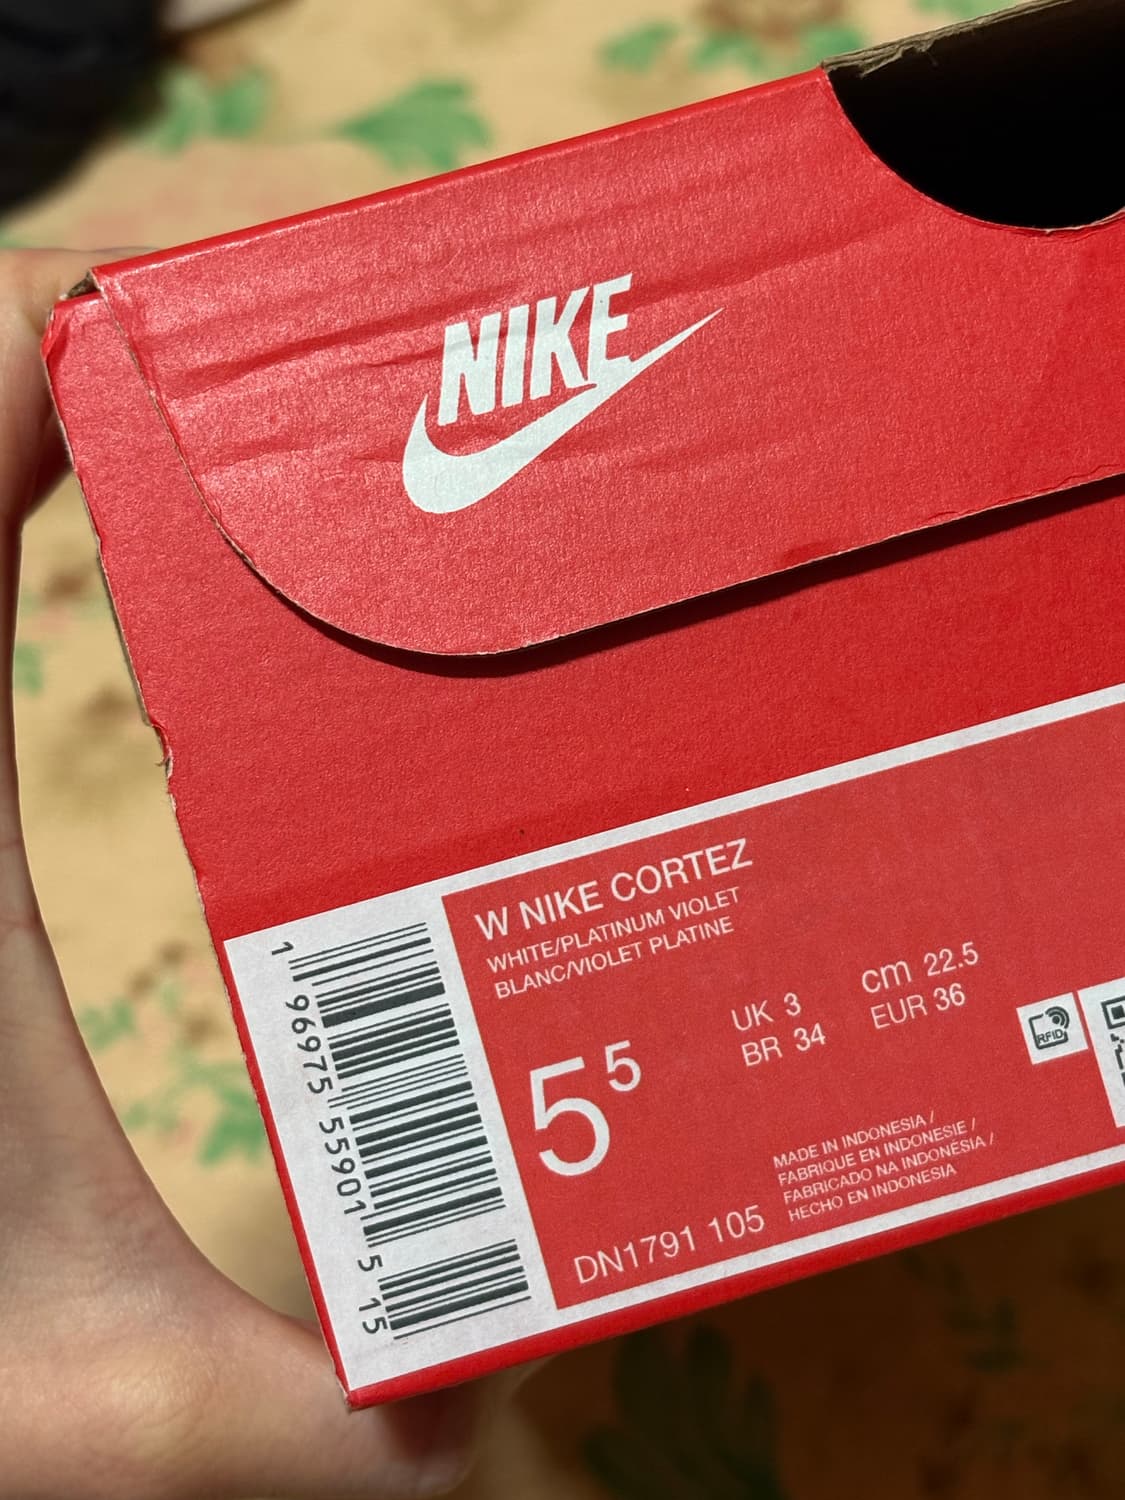 NIKE
W NIKE CORTEZ
WHITE/PLATINUM VIOLET
BLANC/VIOLET PLATINE
UK 3
BR 34
cm 22.5
EUR 36
5⁵
RFID
MADE IN INDONESIA /
FABRIQUE EN INDONESIE /
FABRICADO NA INDONÉSIA /
HECHO EN INDONESIA
DN1791 105
1 96975 55901 5 15